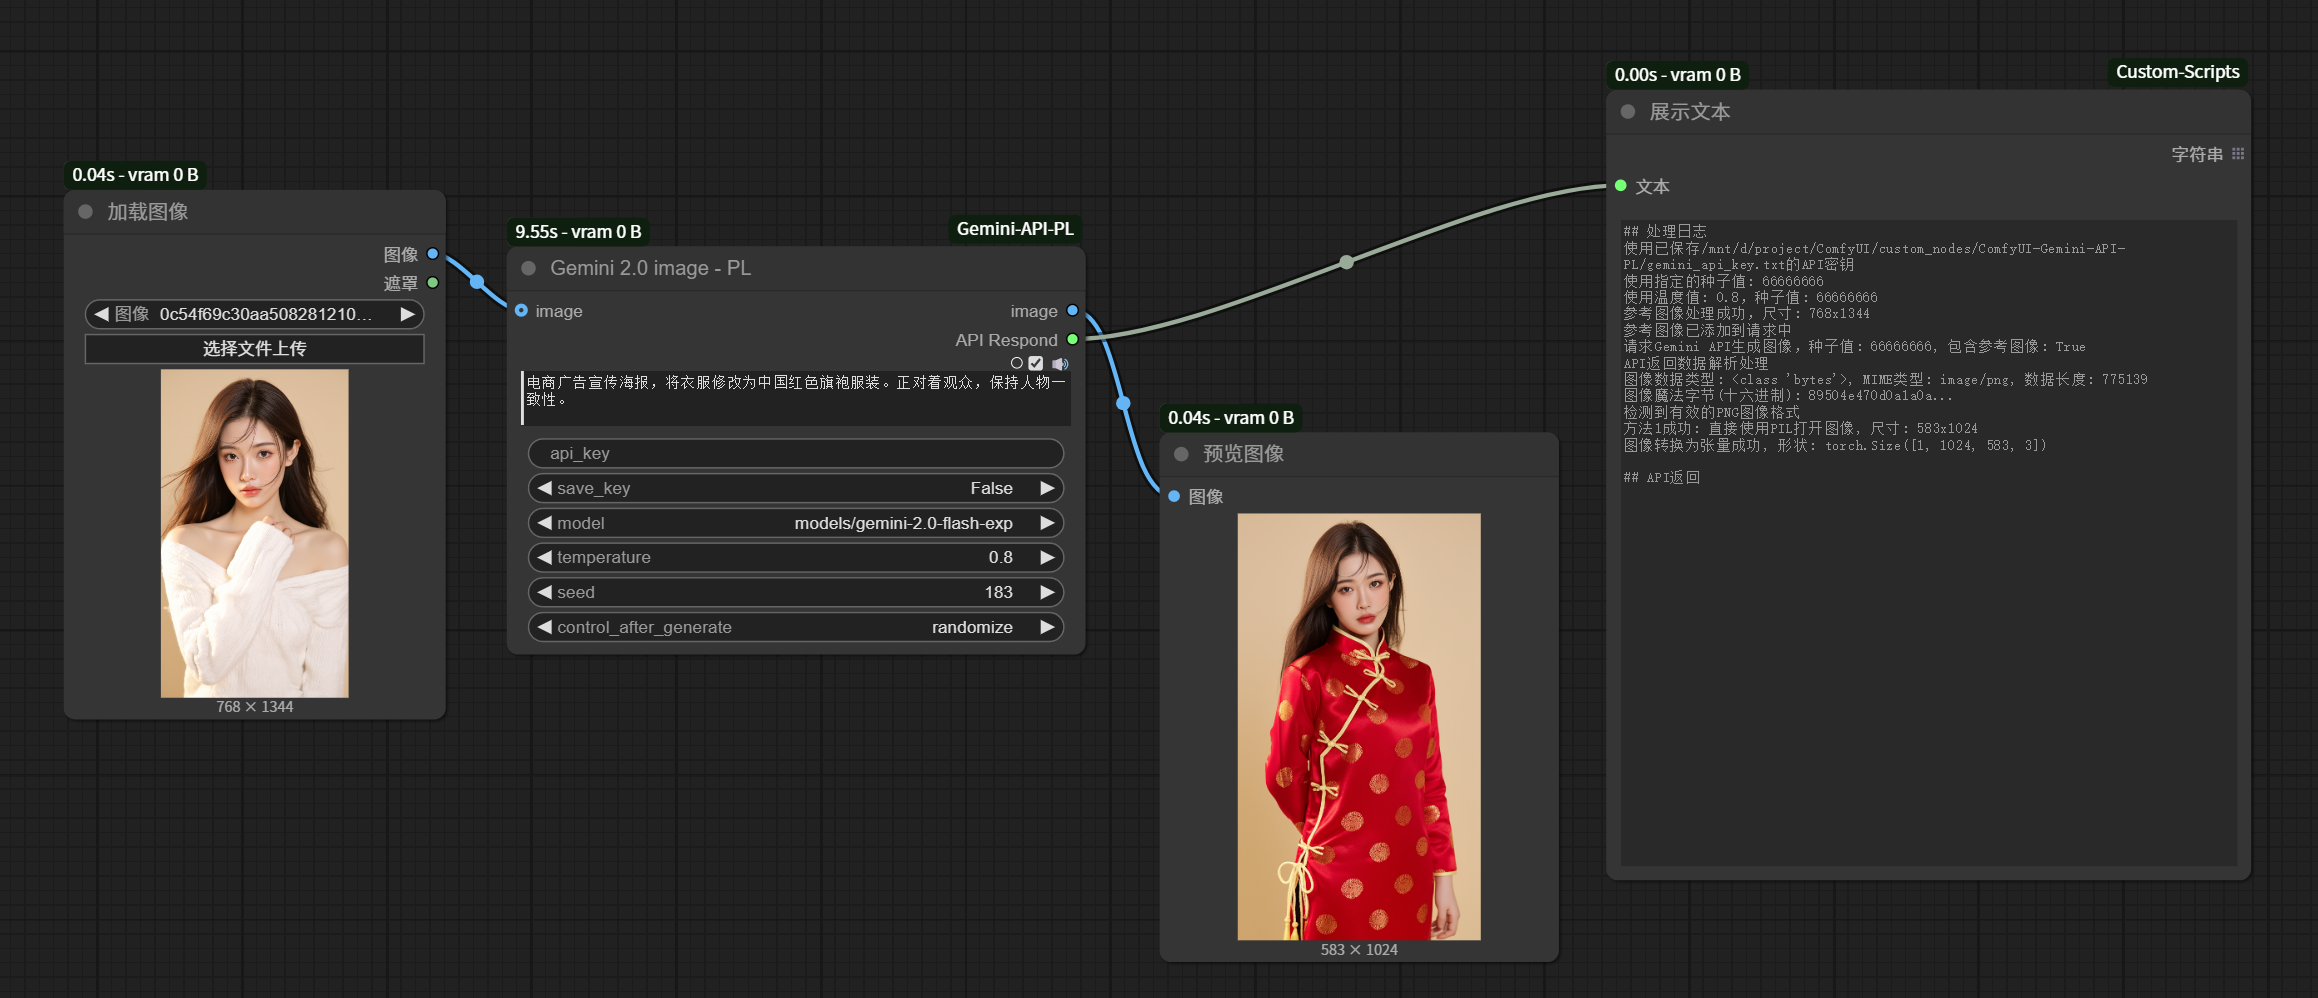 0.04s - vram 0 B
加载图像
图像
遮罩
图像 0c54f69c30aa508281210...
选择文件上传
768 × 1344
9.55s - vram 0 B
Gemini-API-PL
Gemini 2.0 image - PL
image
image
API Respond
电商广告宣传海报，将衣服修改为中国红色旗袍服装。正对着观众，保持人物一
致性。
api_key
save_key False
model models/gemini-2.0-flash-exp
temperature 0.8
seed 183
control_after_generate randomize
0.04s - vram 0 B
预览图像
图像
583 × 1024
0.00s - vram 0 B
Custom-Scripts
展示文本
字符串
文本
## 处理日志
使用已保存/mnt/d/project/ComfyUI/custom_nodes/ComfyUI-Gemini-API-
PL/gemini_api_key.txt的API密钥
使用指定的种子值: 66666666
使用温度值: 0.8, 种子值: 66666666
参考图像处理成功, 尺寸: 768x1344
参考图像已添加到请求中
请求Gemini API生成图像, 种子值: 66666666, 包含参考图像: True
API返回数据解析处理
图像数据类型: <class 'bytes'>, MIME类型: image/png, 数据长度: 775139
图像魔法字节(十六进制): 89504e470d0a1a0a...
检测到有效的PNG图像格式
方法1成功: 直接使用PIL打开图像, 尺寸: 583x1024
图像转换为张量成功, 形状: torch.Size([1, 1024, 583, 3])
## API返回